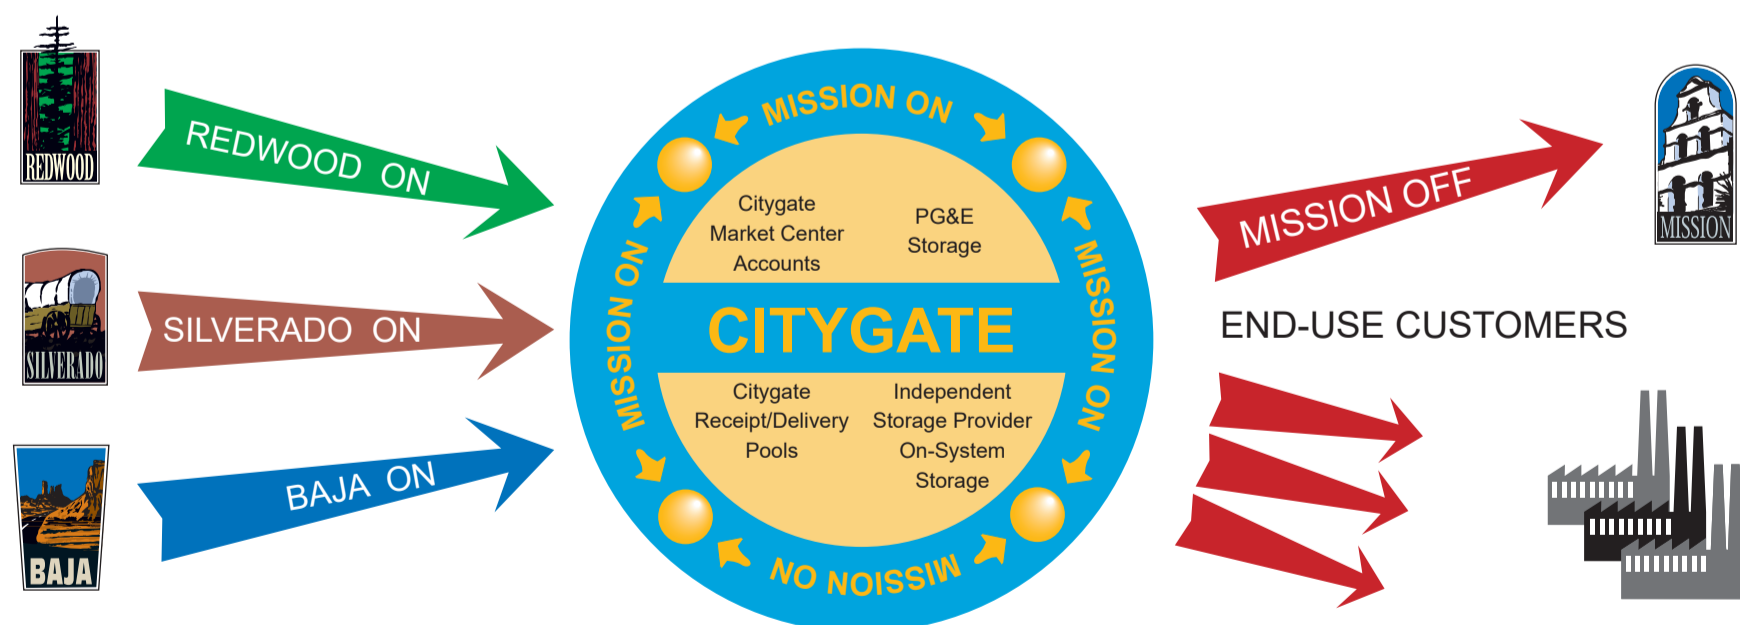 REDWOOD
REDWOOD ON
SILVERADO
SILVERADO ON
BAJA
BAJA ON
MISSION ON
MISSION ON
MISSION ON
MISSION ON
Citygate
Market Center
Accounts
PG&E
Storage
CITYGATE
Citygate
Receipt/Delivery
Pools
Independent
Storage Provider
On-System
Storage
MISSION OFF
MISSION
END-USE CUSTOMERS